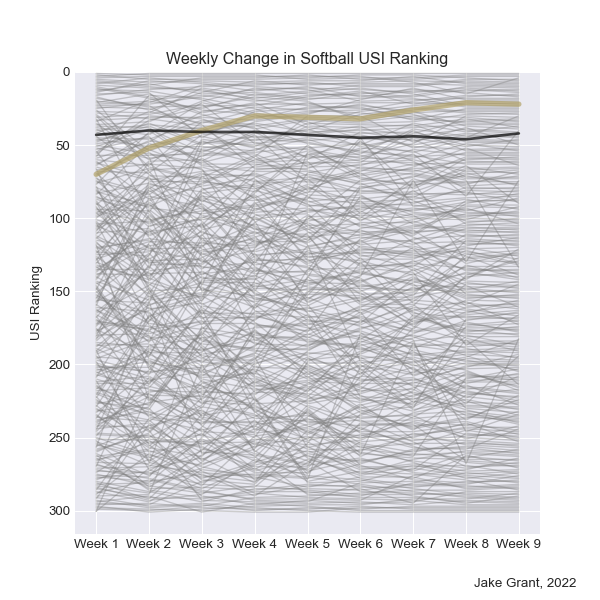 Weekly Change in Softball USI Ranking
0
50
100
150
200
250
300
USI Ranking
Week 1 Week 2 Week 3 Week 4 Week 5 Week 6 Week 7 Week 8 Week 9
Jake Grant, 2022